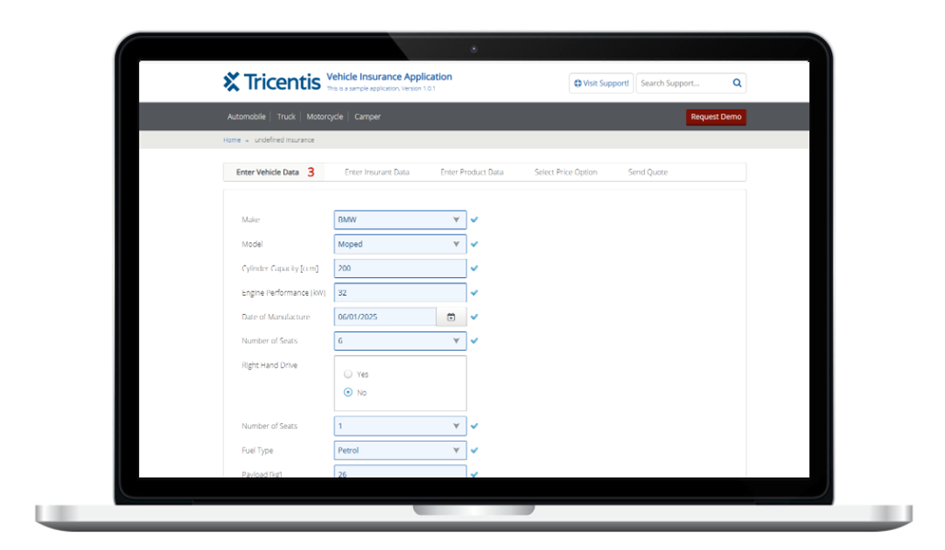 Tricentis
Vehicle Insurance Application
This is a sample application, Version 1.0.1
Visit Support!
Search Support...
Automobile | Truck | Motorcycle | Camper
Request Demo
Home » undefined insurance
Enter Vehicle Data 3
Enter Insurant Data
Enter Product Data
Select Price Option
Send Quote
Make BMW
Model Moped
Cylinder Capacity [ccm] 200
Engine Performance [kW] 32
Date of Manufacture 06/01/2025
Number of Seats 6
Right Hand Drive
Yes
No
Number of Seats 1
Fuel Type Petrol
Payload [kg] 26